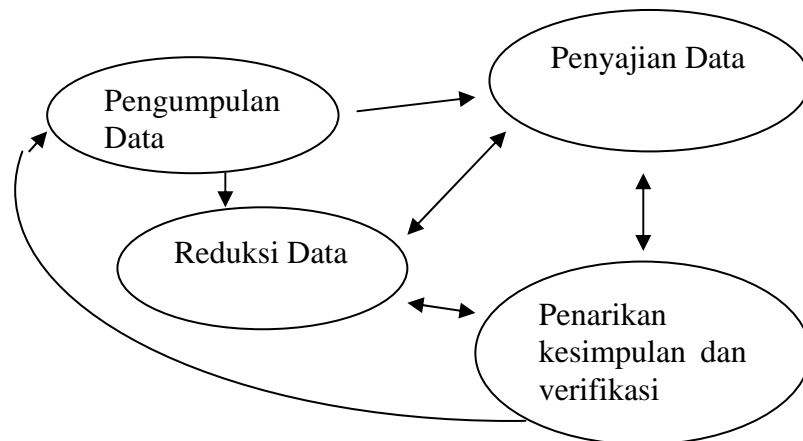 Pengumpulan
Data
Penyajian Data
Reduksi Data
Penarikan
kesimpulan dan
verifikasi